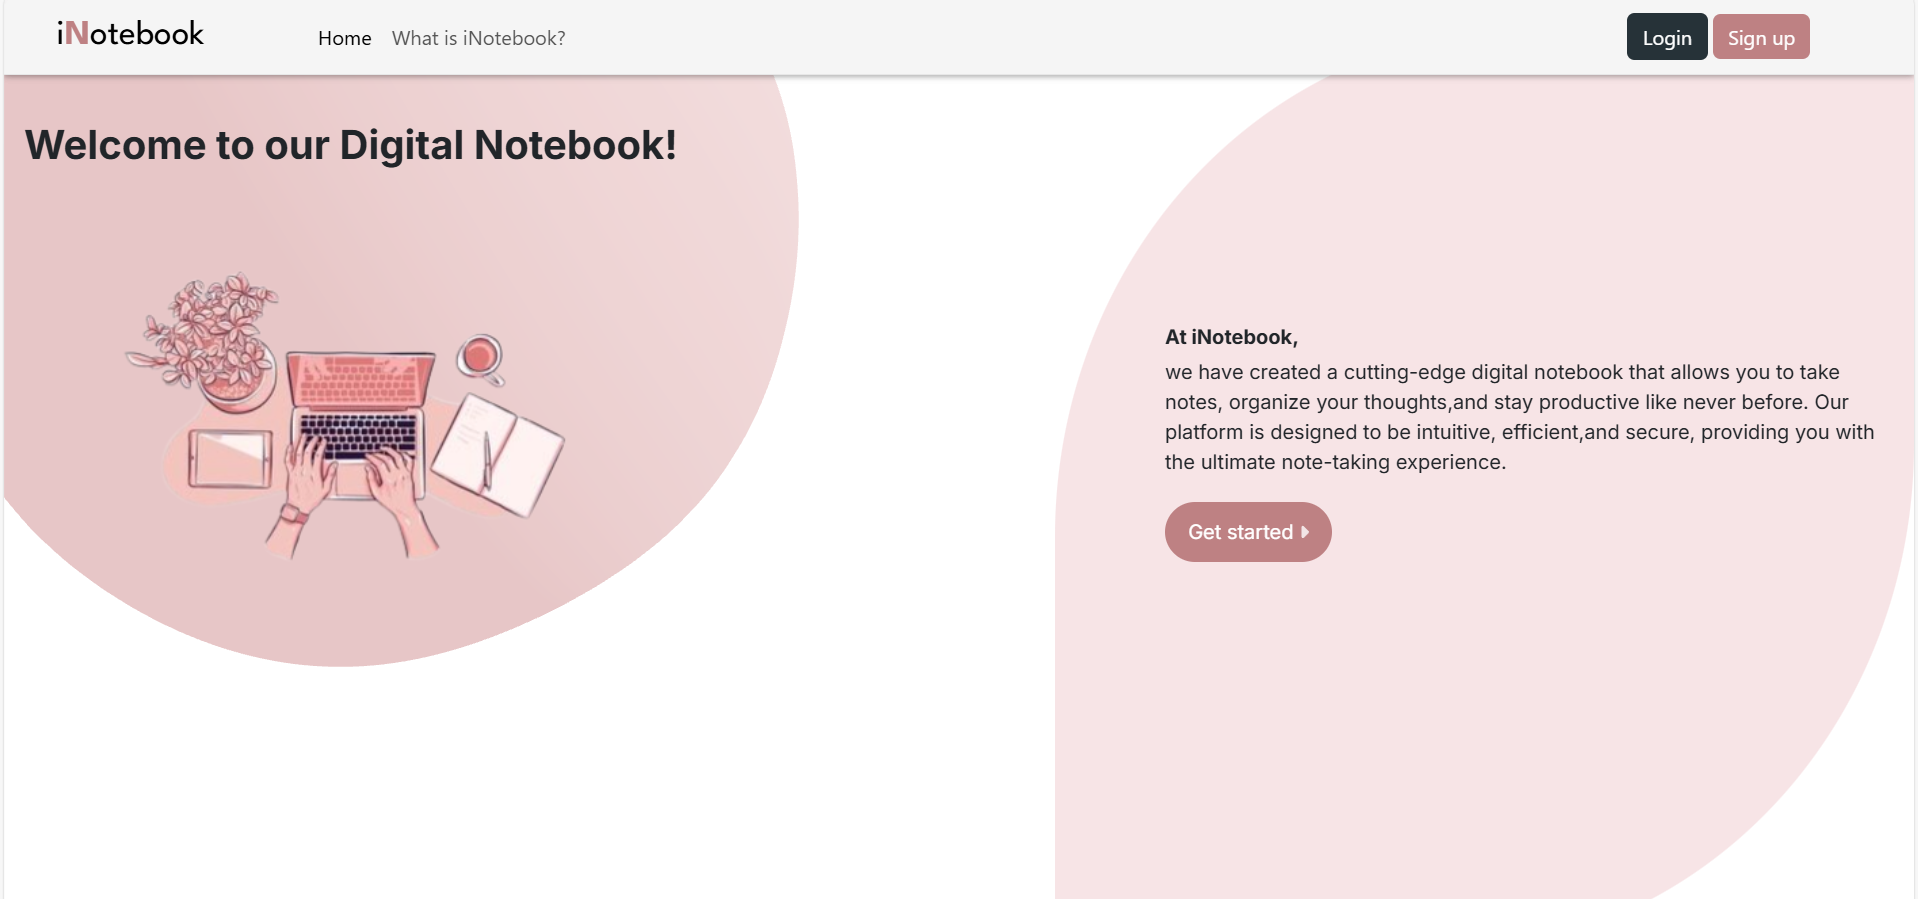 iNotebook
Home
What is iNotebook?
Login
Sign up
Welcome to our Digital Notebook!
At iNotebook,
we have created a cutting-edge digital notebook that allows you to take
notes, organize your thoughts,and stay productive like never before. Our
platform is designed to be intuitive, efficient,and secure, providing you with
the ultimate note-taking experience.
Get started